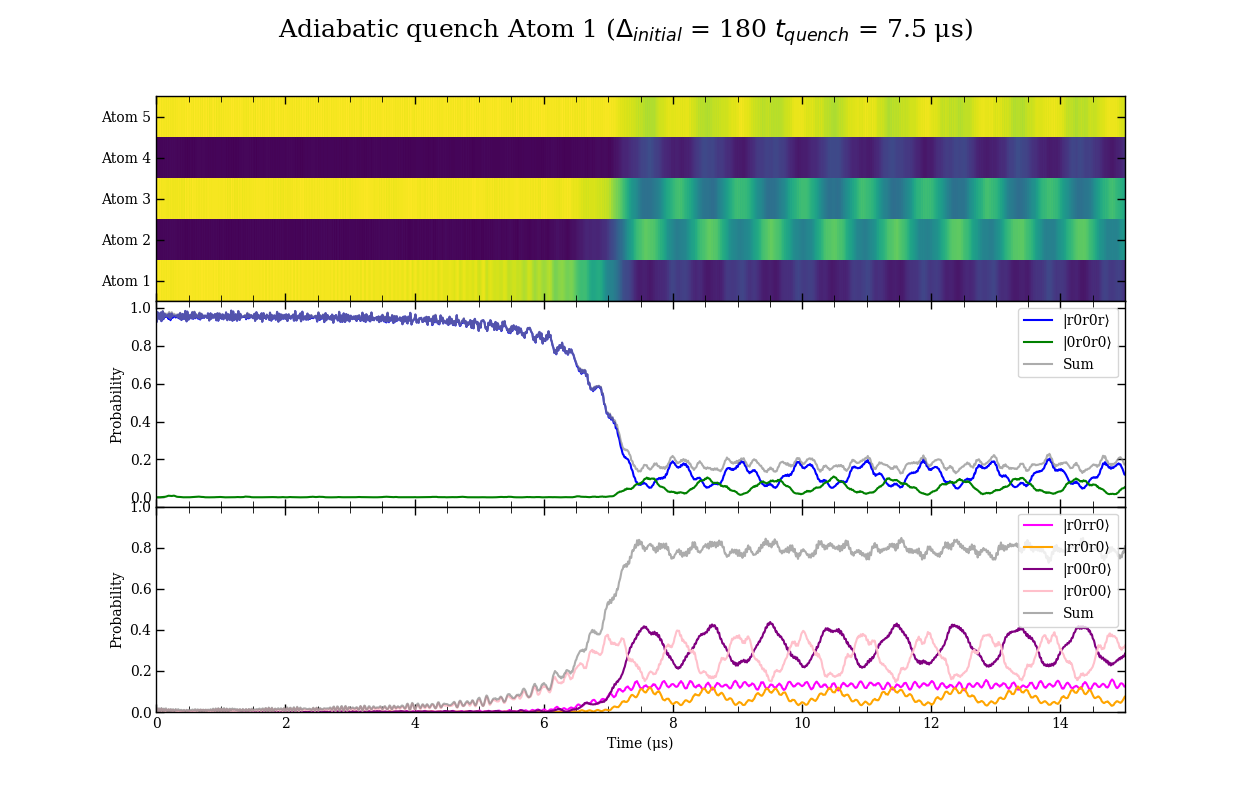 Adiabatic quench Atom 1 (Δinitial = 180 tquench = 7.5 μs)
Atom 5
Atom 4
Atom 3
Atom 2
Atom 1
1.0
0.8
0.6
0.4
0.2
0.0
Probability
|r0r0r⟩
|0r0r0⟩
Sum
1.0
0.8
0.6
0.4
0.2
0.0
Probability
|r0rr0⟩
|rr0r0⟩
|r00r0⟩
|r0r00⟩
Sum
0 2 4 6 8 10 12 14
Time (μs)